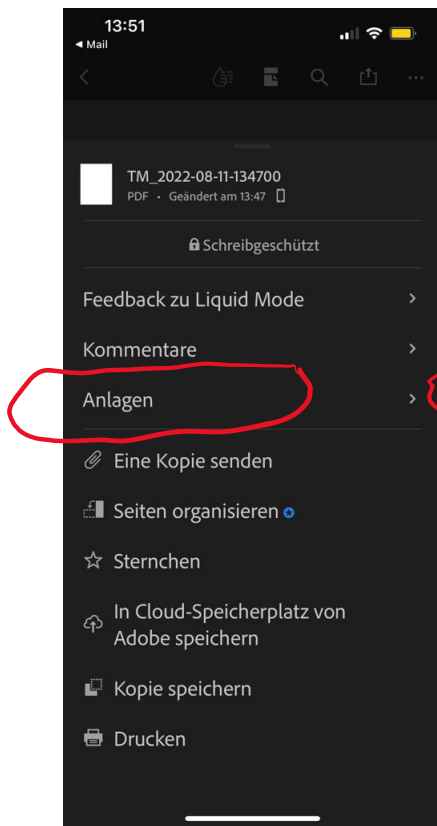 13:51
◄ Mail
TM_2022-08-11-134700
PDF · Geändert am 13:47
Schreibgeschützt
Feedback zu Liquid Mode
Kommentare
Anlagen
Eine Kopie senden
Seiten organisieren
Sternchen
In Cloud-Speicherplatz von
Adobe speichern
Kopie speichern
Drucken